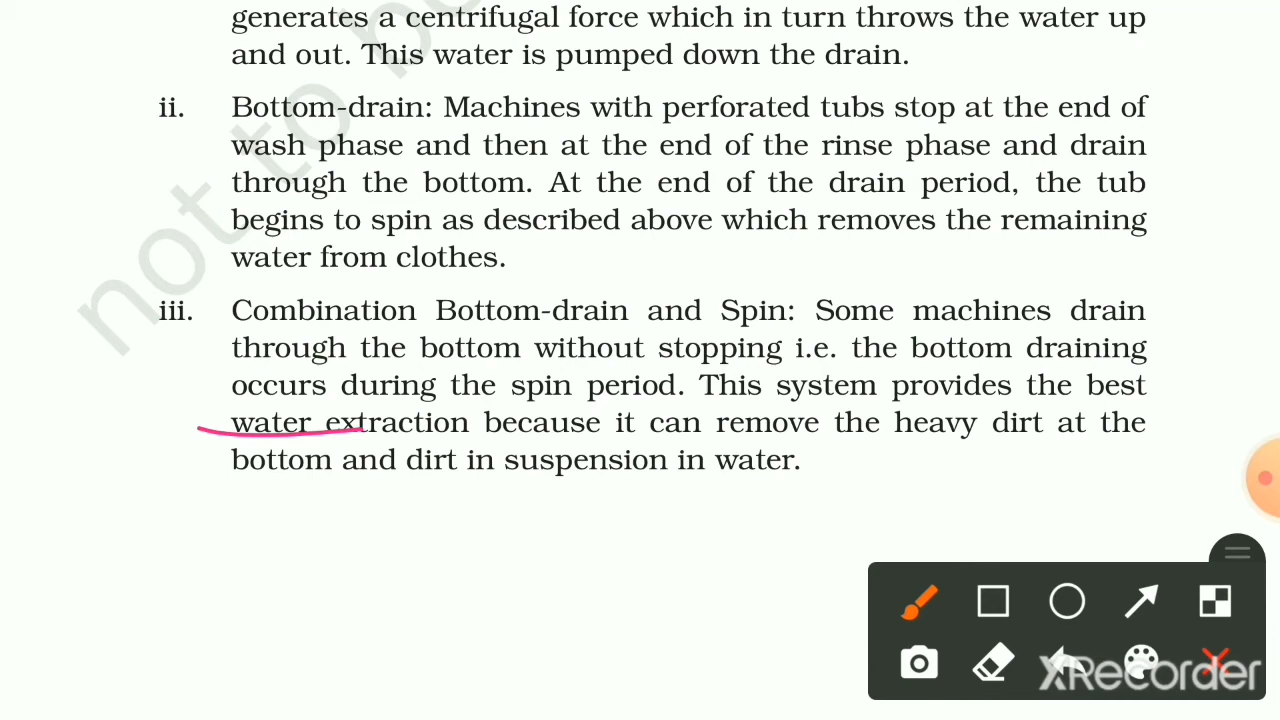 generates a centrifugal force which in turn throws the water up
and out. This water is pumped down the drain.
ii. Bottom-drain: Machines with perforated tubs stop at the end of
wash phase and then at the end of the rinse phase and drain
through the bottom. At the end of the drain period, the tub
begins to spin as described above which removes the remaining
water from clothes.
iii. Combination Bottom-drain and Spin: Some machines drain
through the bottom without stopping i.e. the bottom draining
occurs during the spin period. This system provides the best
water extraction because it can remove the heavy dirt at the
bottom and dirt in suspension in water.
not to be
XRecorder